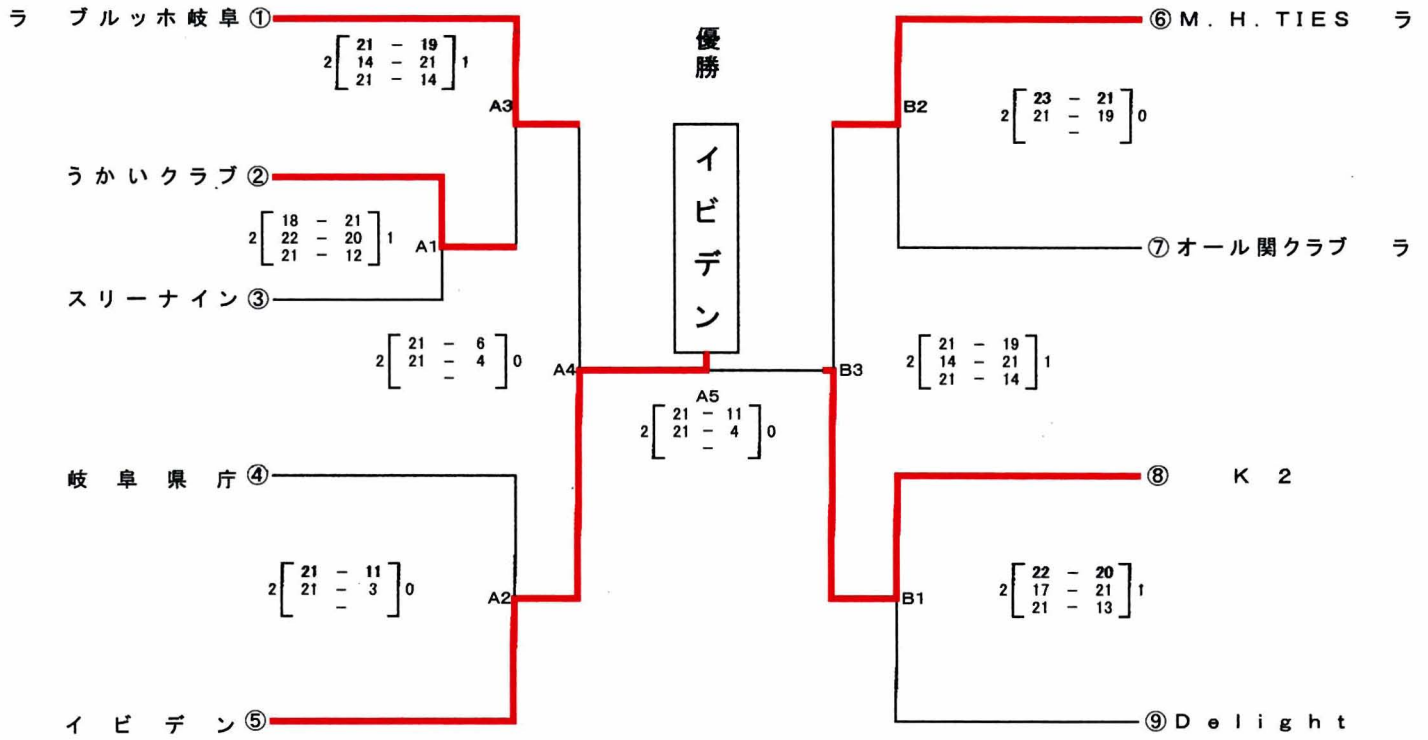 ラ ブルッホ岐阜 ①
⑥ M.H.TIES ラ
優勝
2 [ 21 - 19 ] 1
14 - 21
21 - 14
A3
B2
2 [ 23 - 21 ] 0
21 - 19
-
イビデン
うかいクラブ ②
2 [ 18 - 21 ] 1
22 - 20
21 - 12
A1
⑦ オール関クラブ ラ
スリーナイン ③
2 [ 21 - 6 ] 0
21 - 4
-
A4
B3
2 [ 21 - 19 ] 1
14 - 21
21 - 14
A5
2 [ 21 - 11 ] 0
21 - 4
-
岐阜県庁 ④
⑧ K2
2 [ 21 - 11 ] 0
21 - 3
-
A2
B1
2 [ 22 - 20 ] 1
17 - 21
21 - 13
イビデン ⑤
⑨ Delight